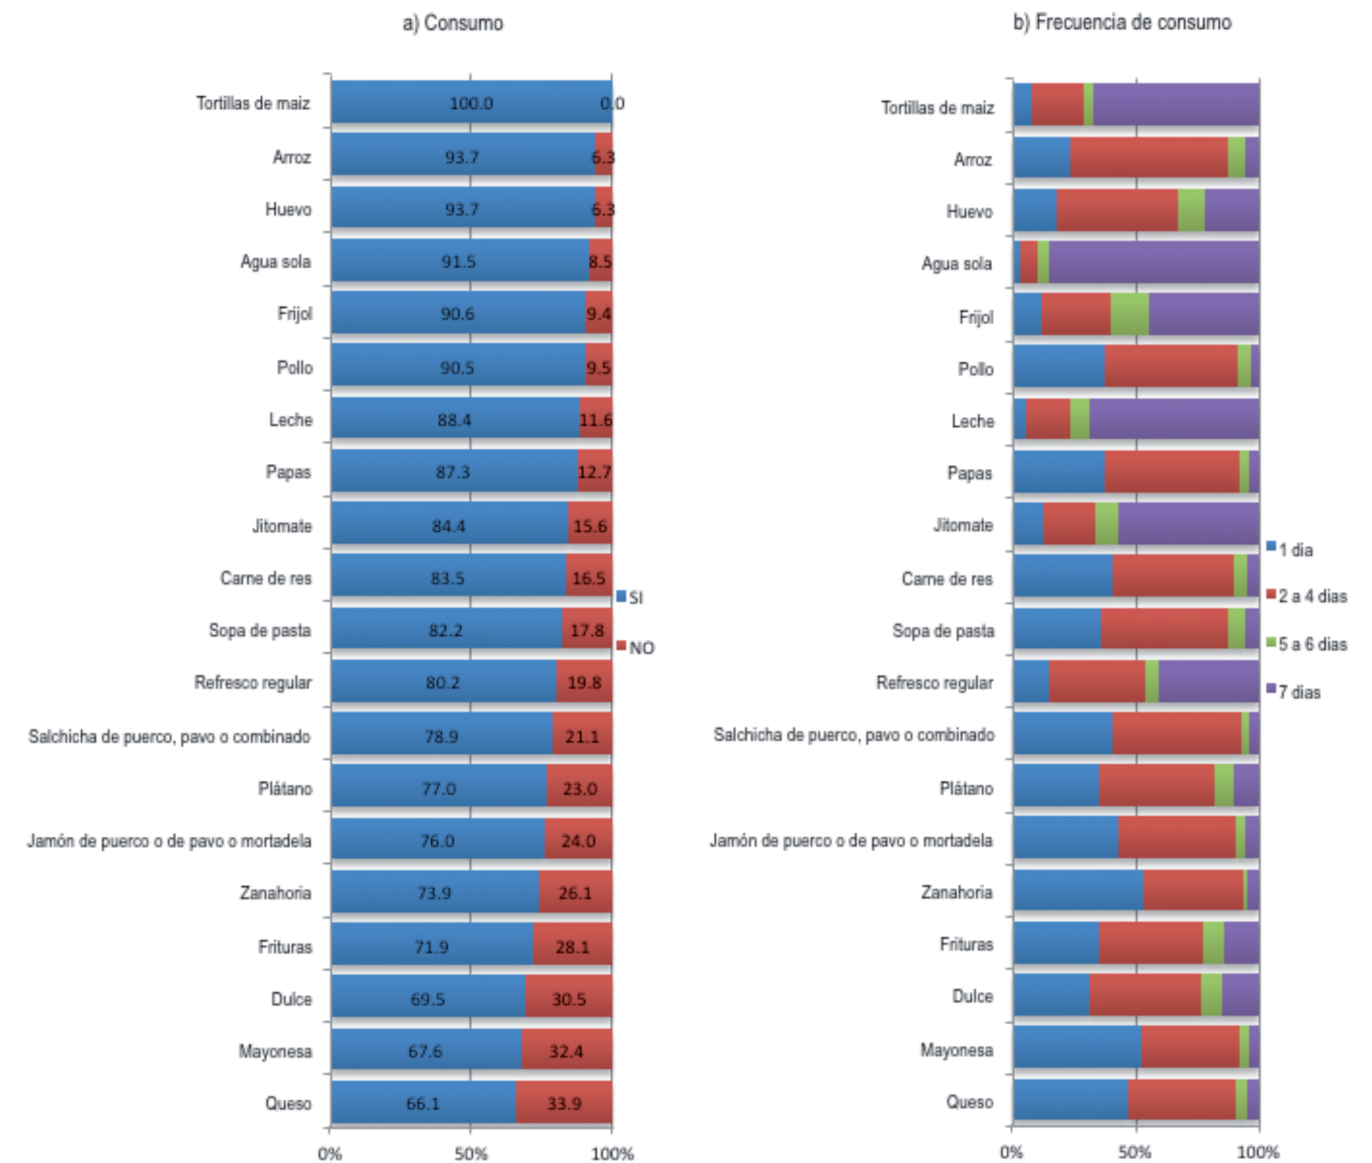 a) Consumo
Tortillas de maiz 100.0 0.0
Arroz 93.7 6.3
Huevo 93.7 6.3
Agua sola 91.5 8.5
Frijol 90.6 9.4
Pollo 90.5 9.5
Leche 88.4 11.6
Papas 87.3 12.7
Jitomate 84.4 15.6
Carne de res 83.5 16.5
Sopa de pasta 82.2 17.8
Refresco regular 80.2 19.8
Salchicha de puerco, pavo o combinado 78.9 21.1
Plátano 77.0 23.0
Jamón de puerco o de pavo o mortadela 76.0 24.0
Zanahoria 73.9 26.1
Frituras 71.9 28.1
Dulce 69.5 30.5
Mayonesa 67.6 32.4
Queso 66.1 33.9
0% 50% 100%
SI
NO
b) Frecuencia de consumo
Tortillas de maiz
Arroz
Huevo
Agua sola
Frijol
Pollo
Leche
Papas
Jitomate
Carne de res
Sopa de pasta
Refresco regular
Salchicha de puerco, pavo o combinado
Plátano
Jamón de puerco o de pavo o mortadela
Zanahoria
Frituras
Dulce
Mayonesa
Queso
0% 50% 100%
1 dia
2 a 4 dias
5 a 6 dias
7 dias